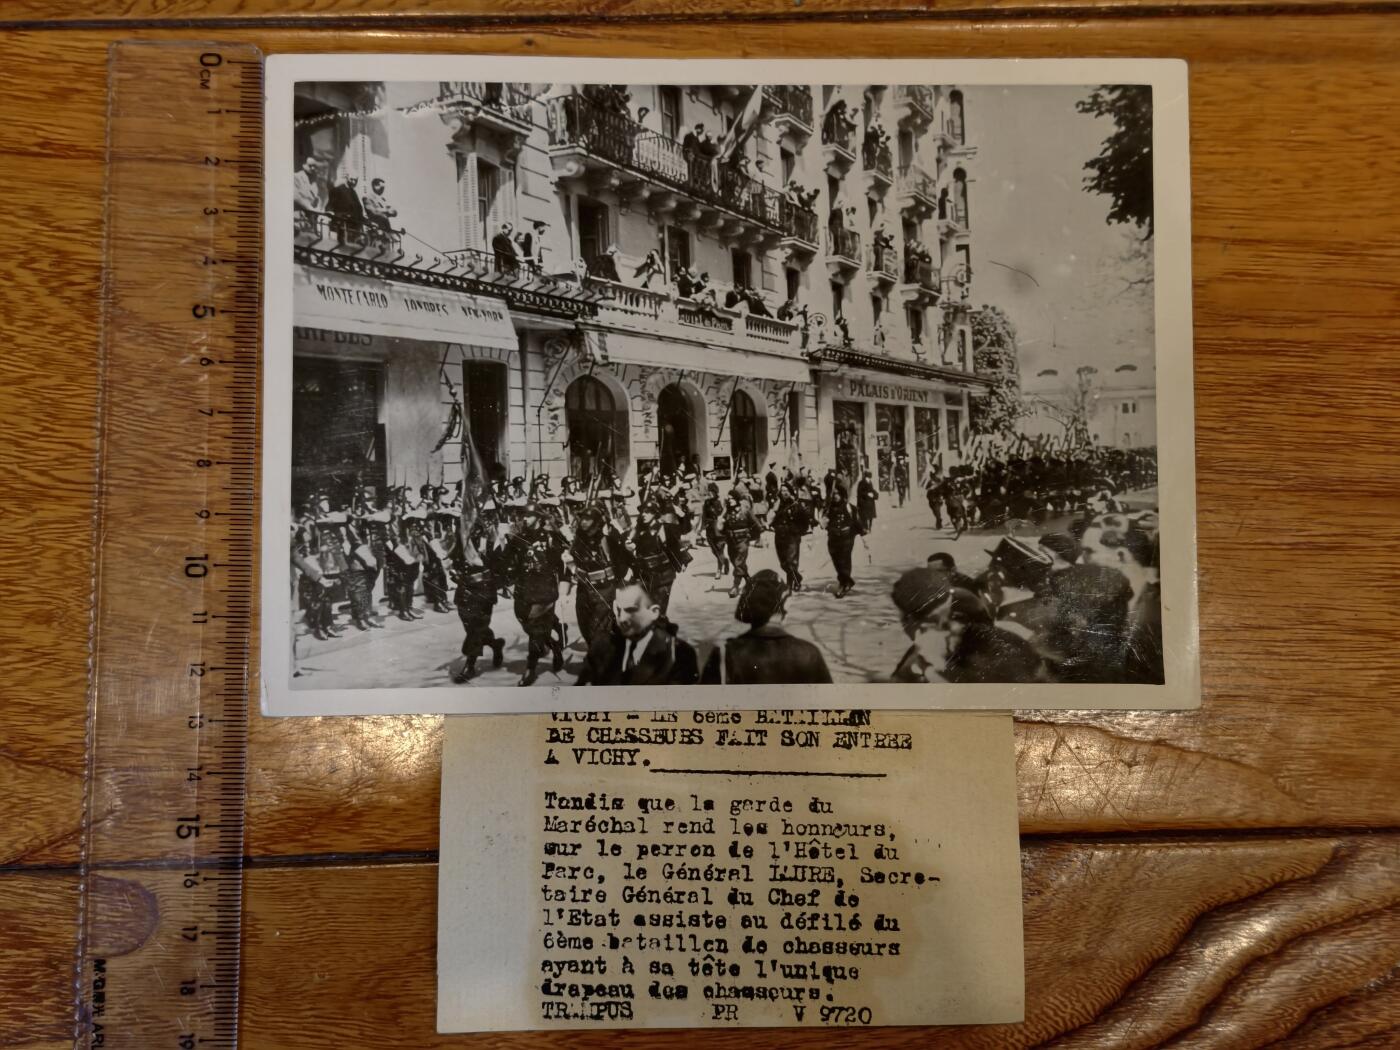 0 CM
1
2
3
4
5
6
7
8
9
10
11
12
13
14
15
16
17
18
19
MONTE CARLO LONDRES NEW-YORK
PALAIS D'ORIENT
VICHY - LE 6ème BATAILLON
DE CHASSEURS FAIT SON ENTREE
A VICHY.
Tandis que la garde du
Maréchal rend les honneurs,
sur le perron de l'Hôtel du
Parc, le Général LAURE, Secré-
taire Général du Chef de
l'Etat assiste au défilé du
6ème bataillon de chasseurs
ayant à sa tête l'unique
drapeau des chasseurs.
TRAMPUS PR V 9720